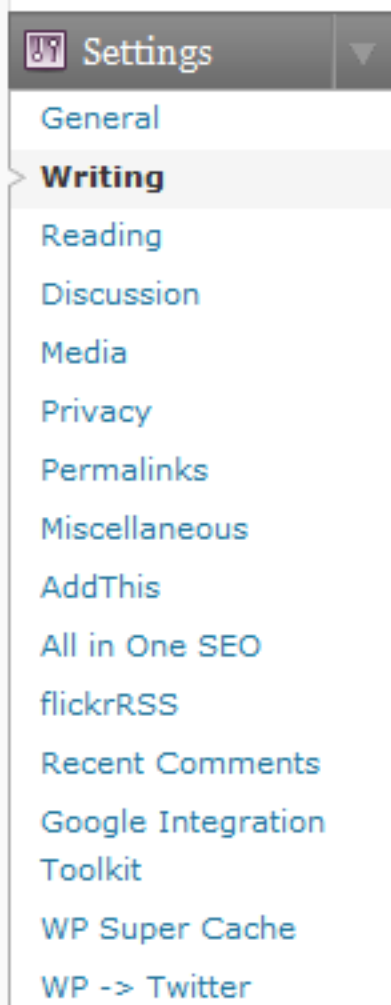 Settings
General
Writing
Reading
Discussion
Media
Privacy
Permalinks
Miscellaneous
AddThis
All in One SEO
flickrRSS
Recent Comments
Google Integration
Toolkit
WP Super Cache
WP -> Twitter